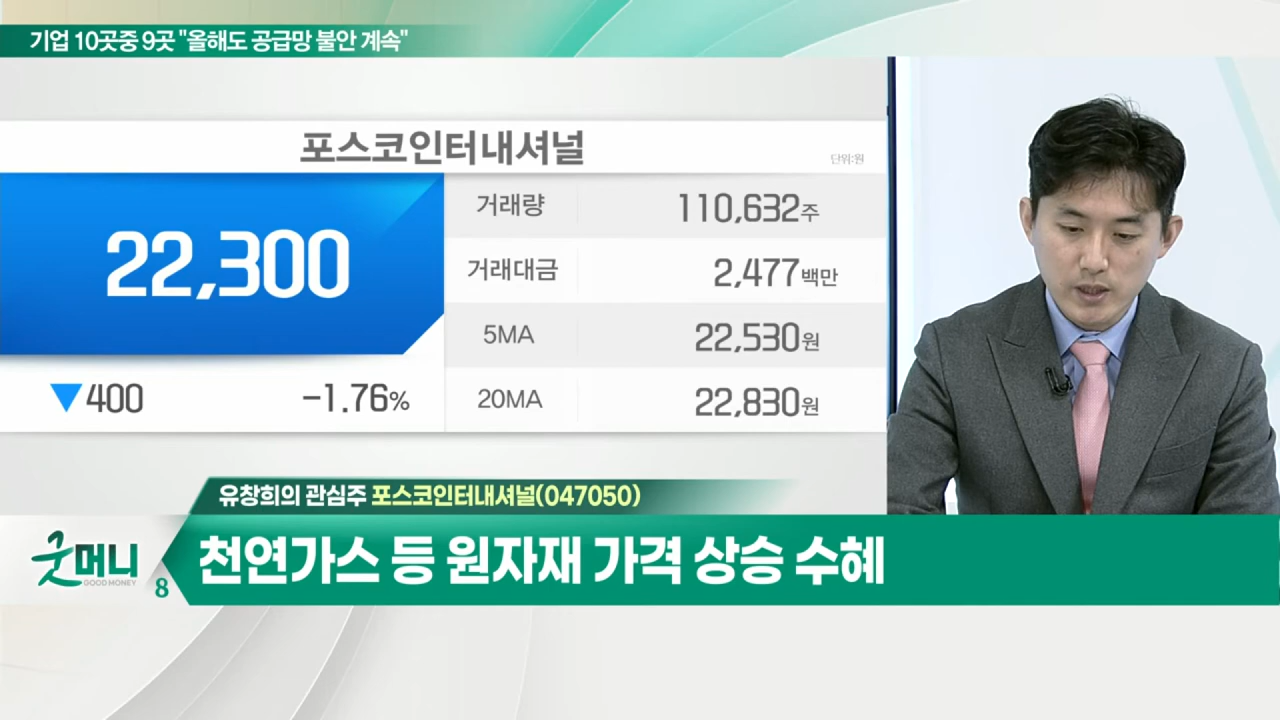 기업 10곳중 9곳 "올해도 공급망 불안 계속"
포스코인터내셔널
단위:원
22,300
▼400 -1.76%
거래량 110,632주
거래대금 2,477백만
5MA 22,530원
20MA 22,830원
유창희의 관심주 포스코인터내셔널(047050)
굿머니
GOOD MONEY
8
천연가스 등 원자재 가격 상승 수혜